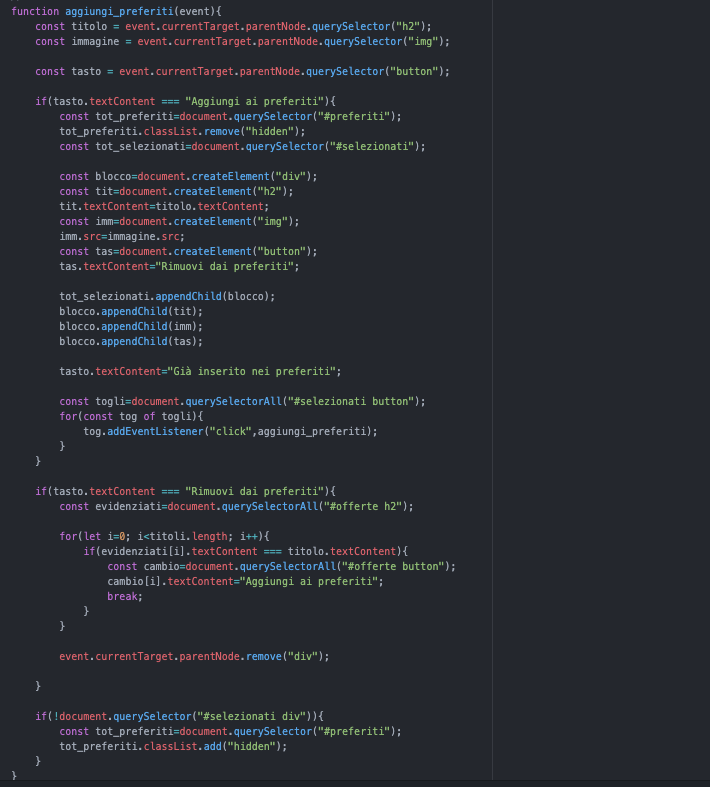 function aggiungi_preferiti(event){
    const titolo = event.currentTarget.parentNode.querySelector("h2");
    const immagine = event.currentTarget.parentNode.querySelector("img");

    const tasto = event.currentTarget.parentNode.querySelector("button");

    if(tasto.textContent === "Aggiungi ai preferiti"){
        const tot_preferiti=document.querySelector("#preferiti");
        tot_preferiti.classList.remove("hidden");
        const tot_selezionati=document.querySelector("#selezionati");

        const blocco=document.createElement("div");
        const tit=document.createElement("h2");
        tit.textContent=titolo.textContent;
        const imm=document.createElement("img");
        imm.src=immagine.src;
        const tas=document.createElement("button");
        tas.textContent="Rimuovi dai preferiti";

        tot_selezionati.appendChild(blocco);
        blocco.appendChild(tit);
        blocco.appendChild(imm);
        blocco.appendChild(tas);

        tasto.textContent="Già inserito nei preferiti";

        const togli=document.querySelectorAll("#selezionati button");
        for(const tog of togli){
            tog.addEventListener("click",aggiungi_preferiti);
        }
    }

    if(tasto.textContent === "Rimuovi dai preferiti"){
        const evidenziati=document.querySelectorAll("#offerte h2");

        for(let i=0; i<titoli.length; i++){
            if(evidenziati[i].textContent === titolo.textContent){
                const cambio=document.querySelectorAll("#offerte button");
                cambio[i].textContent="Aggiungi ai preferiti";
                break;
            }
        }

        event.currentTarget.parentNode.remove("div");

    }

    if(!document.querySelector("#selezionati div")){
        const tot_preferiti=document.querySelector("#preferiti");
        tot_preferiti.classList.add("hidden");
    }
}